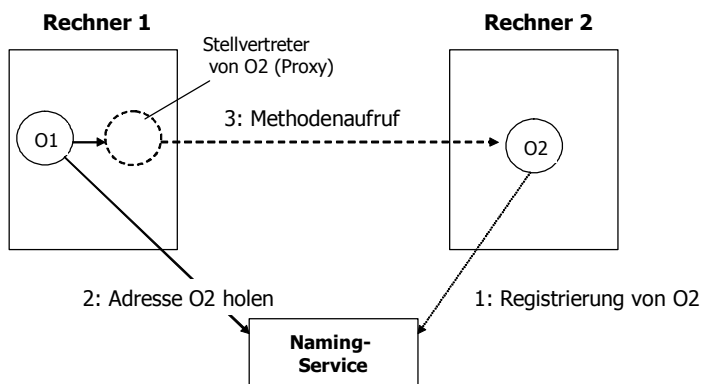 Rechner 1
Rechner 2
Stellvertreter
von O2 (Proxy)
3: Methodenaufruf
O1
O2
2: Adresse O2 holen
1: Registrierung von O2
Naming-
Service